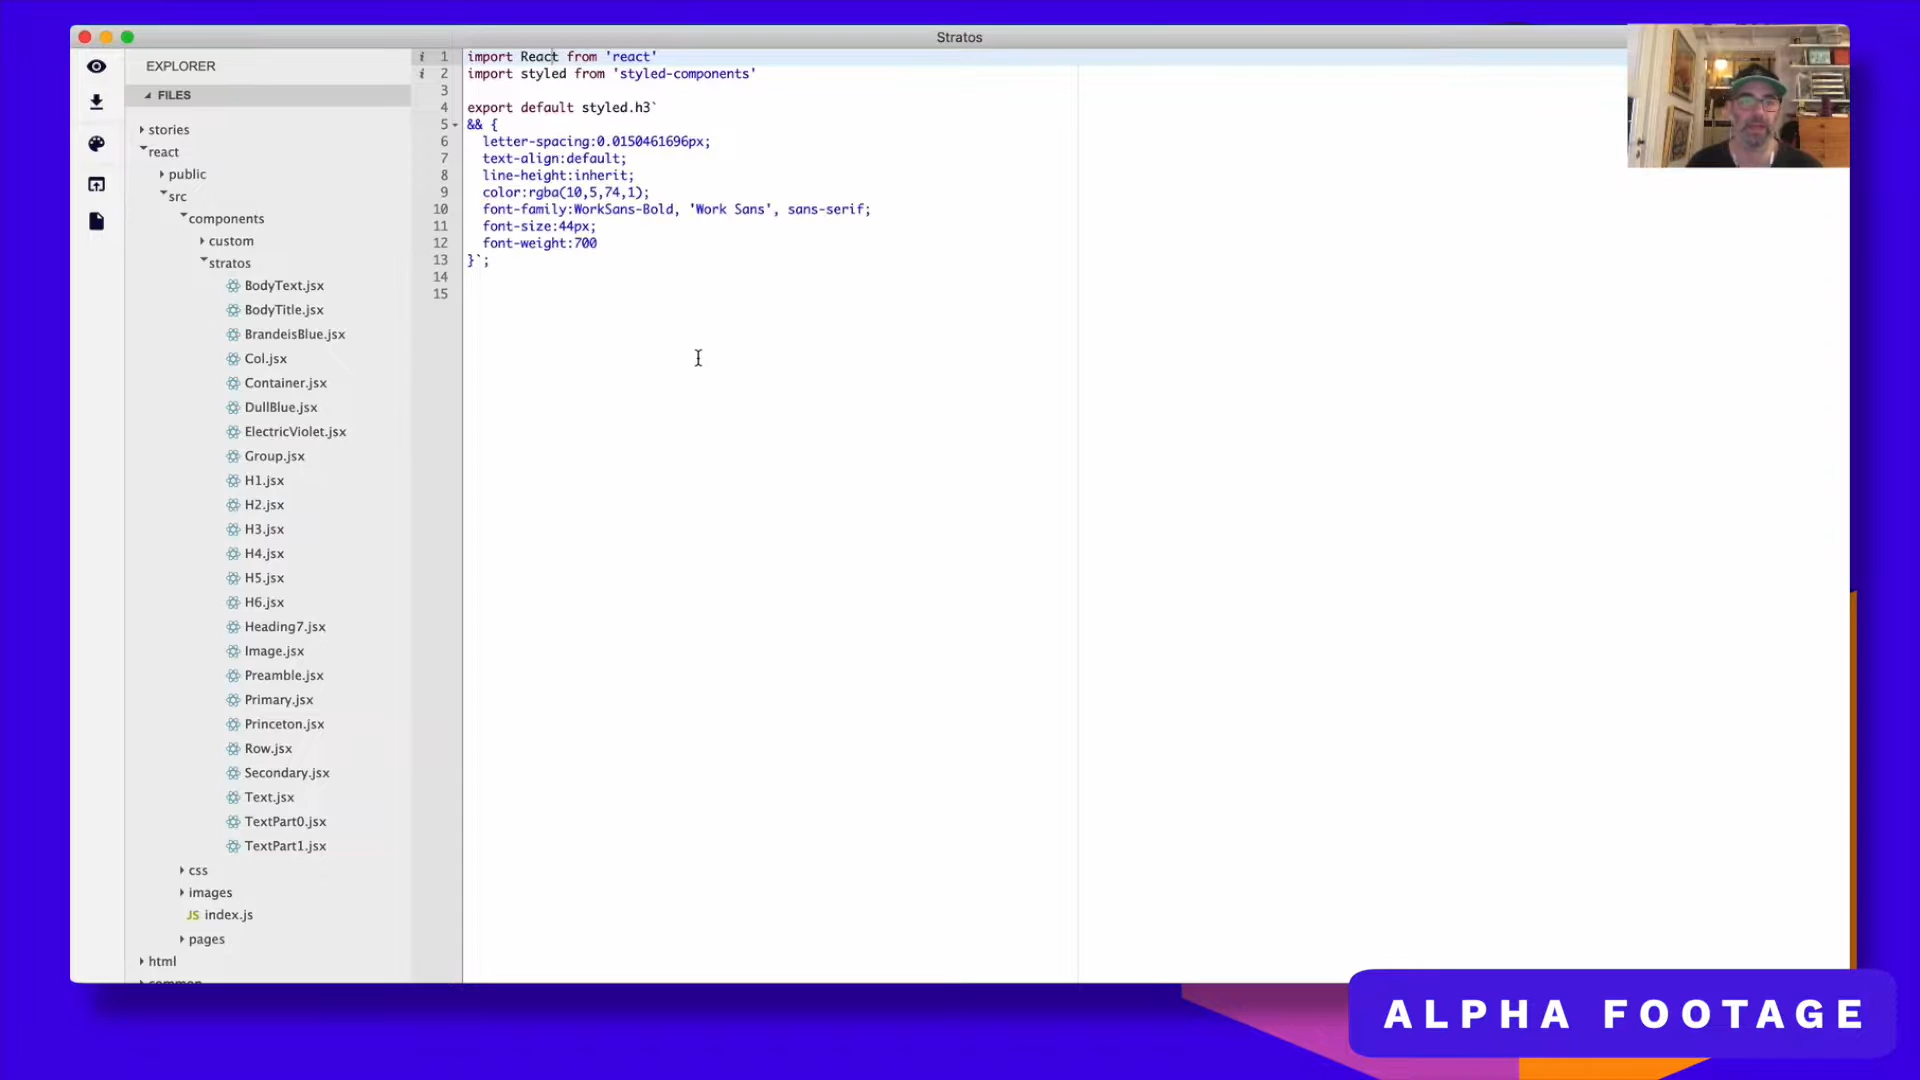 Stratos
EXPLORER
FILES
stories
react
public
src
components
custom
stratos
BodyText.jsx
BodyTitle.jsx
BrandeisBlue.jsx
Col.jsx
Container.jsx
DullBlue.jsx
ElectricViolet.jsx
Group.jsx
H1.jsx
H2.jsx
H3.jsx
H4.jsx
H5.jsx
H6.jsx
Heading7.jsx
Image.jsx
Preamble.jsx
Primary.jsx
Princeton.jsx
Row.jsx
Secondary.jsx
Text.jsx
TextPart0.jsx
TextPart1.jsx
css
images
JS index.js
pages
html
common
i 1 import React from 'react'
i 2 import styled from 'styled-components'
3
4 export default styled.h3`
5 && {
6 letter-spacing:0.0150461696px;
7 text-align:default;
8 line-height:inherit;
9 color:rgba(10,5,74,1);
10 font-family:WorkSans-Bold, 'Work Sans', sans-serif;
11 font-size:44px;
12 font-weight:700
13 }`;
14
15
ALPHA FOOTAGE